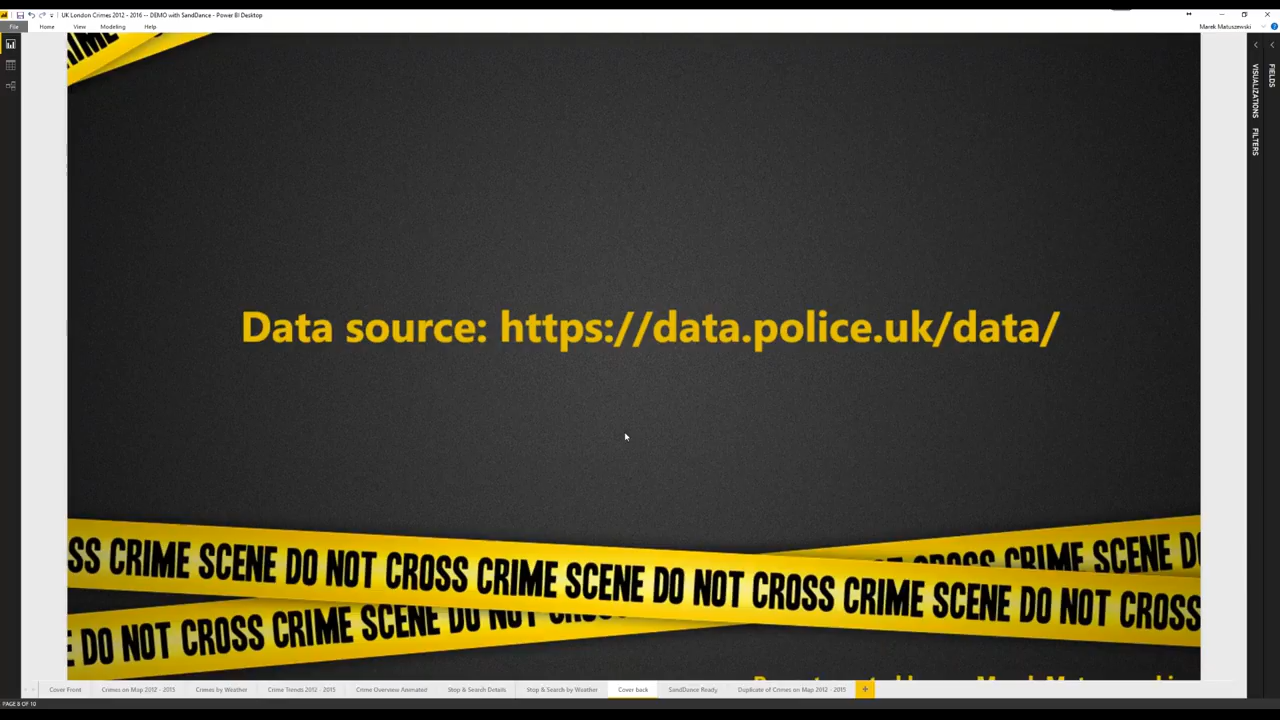 UK London Crimes 2012 - 2016 -- DEMO with SandDance - Power BI Desktop
File Home View Modeling Help
Marek Matuszewski
VISUALIZATIONS
FILTERS
FIELDS
Data source: https://data.police.uk/data/
SS CRIME SCENE DO NOT CROSS CRIME SCENE DO NOT CROSS CRIME SCENE DO NOT CROSS
CRIME SCENE
E DO NOT CROSS CRIME SCENE DO NOT
Cover Front Crimes on Map 2012 - 2015 Crimes by Weather Crime Trends 2012 - 2015 Crime Overview Animated Stop & Search Details Stop & Search by Weather Cover back SandDance Ready Duplicate of Crimes on Map 2012 - 2015
PAGE 8 OF 10